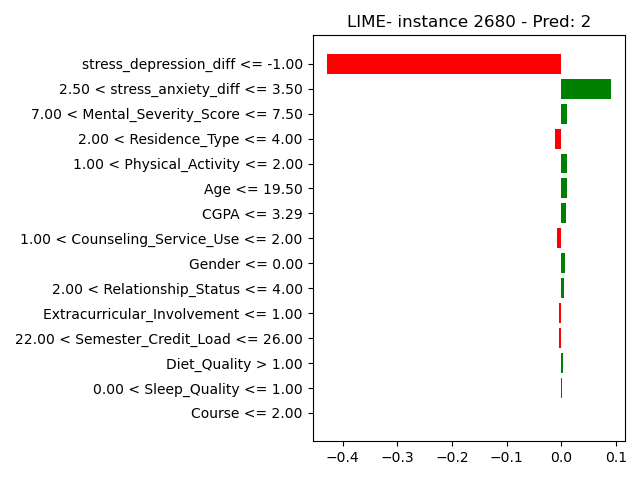 LIME- instance 2680 - Pred: 2
stress_depression_diff <= -1.00
2.50 < stress_anxiety_diff <= 3.50
7.00 < Mental_Severity_Score <= 7.50
2.00 < Residence_Type <= 4.00
1.00 < Physical_Activity <= 2.00
Age <= 19.50
CGPA <= 3.29
1.00 < Counseling_Service_Use <= 2.00
Gender <= 0.00
2.00 < Relationship_Status <= 4.00
Extracurricular_Involvement <= 1.00
22.00 < Semester_Credit_Load <= 26.00
Diet_Quality > 1.00
0.00 < Sleep_Quality <= 1.00
Course <= 2.00
−0.4 −0.3 −0.2 −0.1 0.0 0.1